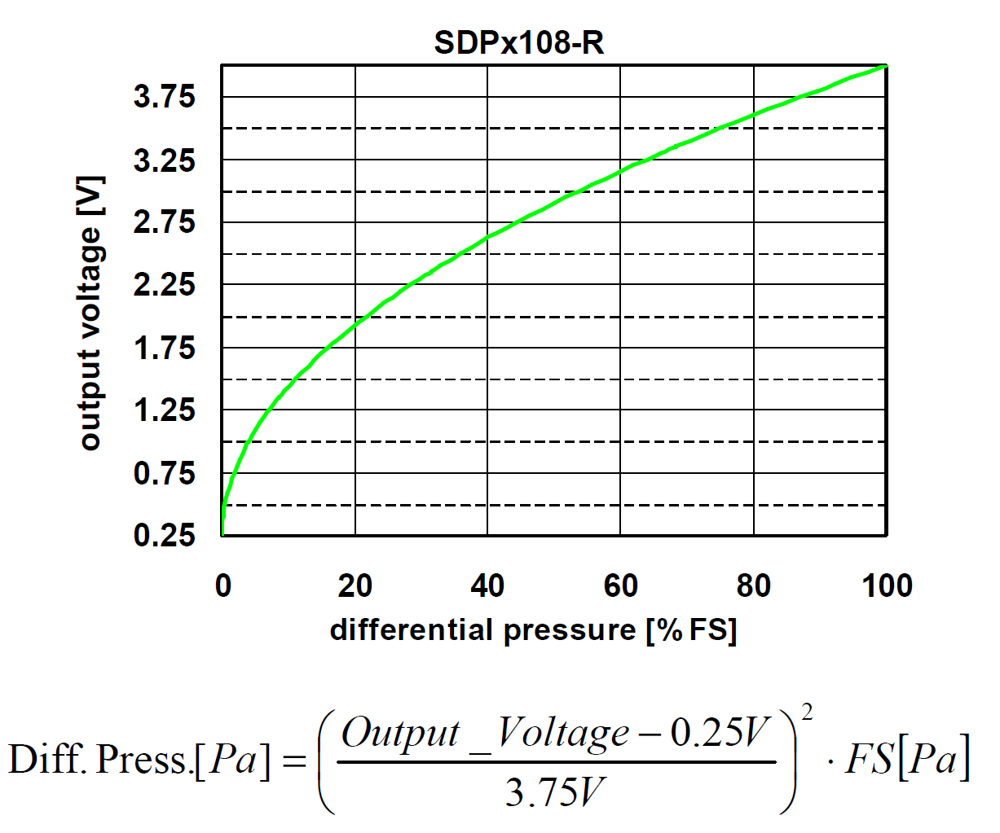 SDPx108-R
3.75
3.25
2.75
2.25
1.75
1.25
0.75
0.25
output voltage [V]
0 20 40 60 80 100
differential pressure [% FS]
Diff. Press.[Pa] = (Output _ Voltage − 0.25V / 3.75V)² · FS[Pa]